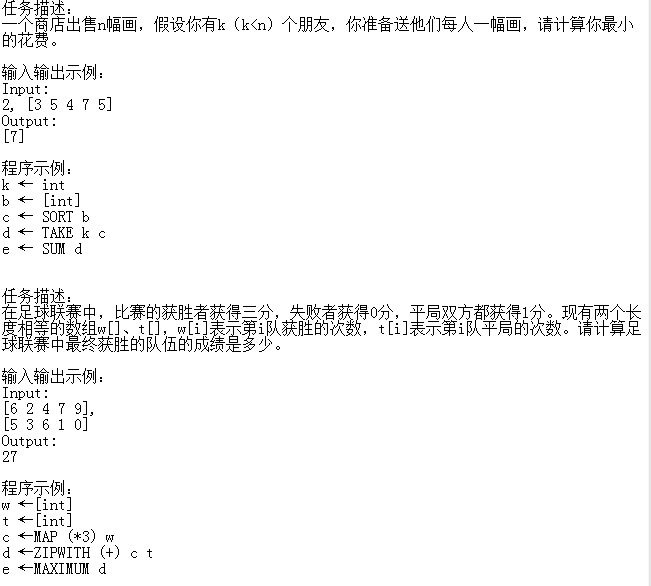 任务描述：
一个商店出售n幅画，假设你有k（k<n）个朋友，你准备送他们每人一幅画，请计算你最小
的花费。
输入输出示例：
Input:
2, [3 5 4 7 5]
Output:
[7]
程序示例：
k ← int
b ← [int]
c ← SORT b
d ← TAKE k c
e ← SUM d
任务描述：
在足球联赛中，比赛的获胜者获得三分，失败者获得0分，平局双方都获得1分。现有两个长
度相等的数组w[]、t[]，w[i]表示第i队获胜的次数，t[i]表示第i队平局的次数。请计算足
球联赛中最终获胜的队伍的成绩是多少。
输入输出示例：
Input:
[6 2 4 7 9],
[5 3 6 1 0]
Output:
27
程序示例：
w ←[int]
t ←[int]
c ←MAP (*3) w
d ←ZIPWITH (+) c t
e ←MAXIMUM d